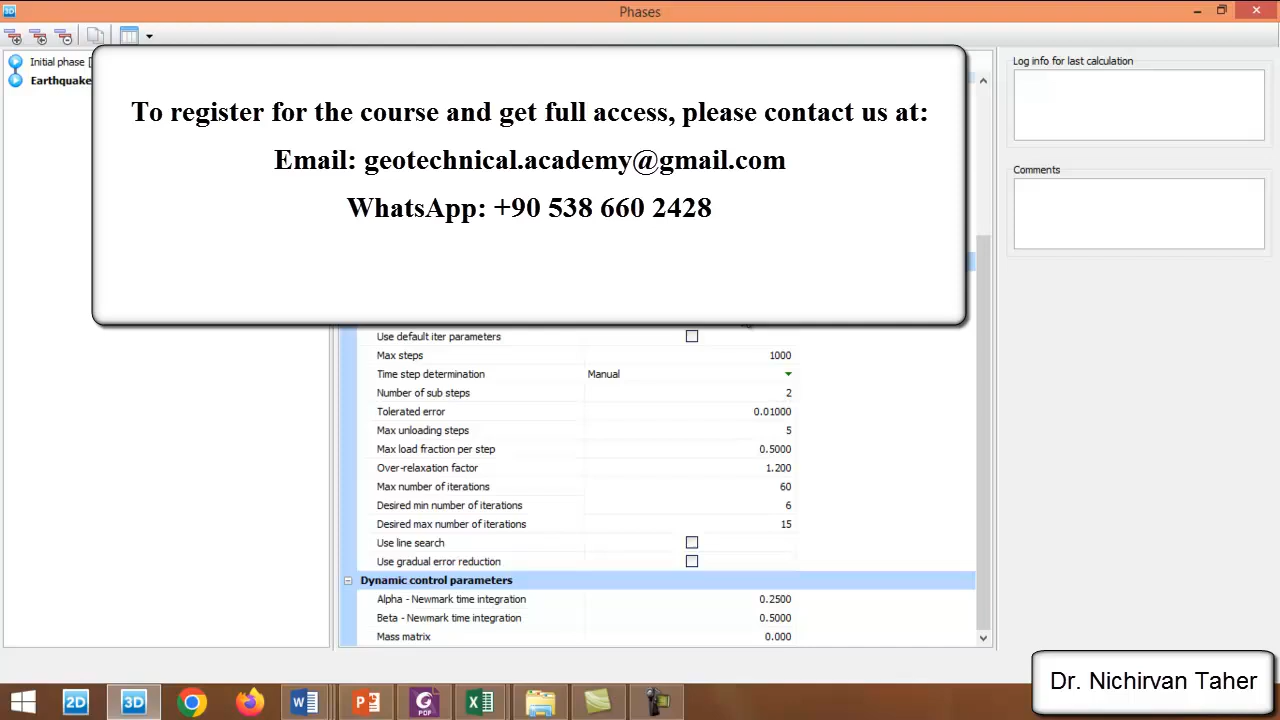 3D
Phases
Initial phase [
Earthquake
To register for the course and get full access, please contact us at:
Email: geotechnical.academy@gmail.com
WhatsApp: +90 538 660 2428
Log info for last calculation
Comments
Use default iter parameters
Max steps 1000
Time step determination Manual
Number of sub steps 2
Tolerated error 0.01000
Max unloading steps 5
Max load fraction per step 0.5000
Over-relaxation factor 1.200
Max number of iterations 60
Desired min number of iterations 6
Desired max number of iterations 15
Use line search
Use gradual error reduction
Dynamic control parameters
Alpha - Newmark time integration 0.2500
Beta - Newmark time integration 0.5000
Mass matrix 0.000
Dr. Nichirvan Taher
2D 3D W P PDF X